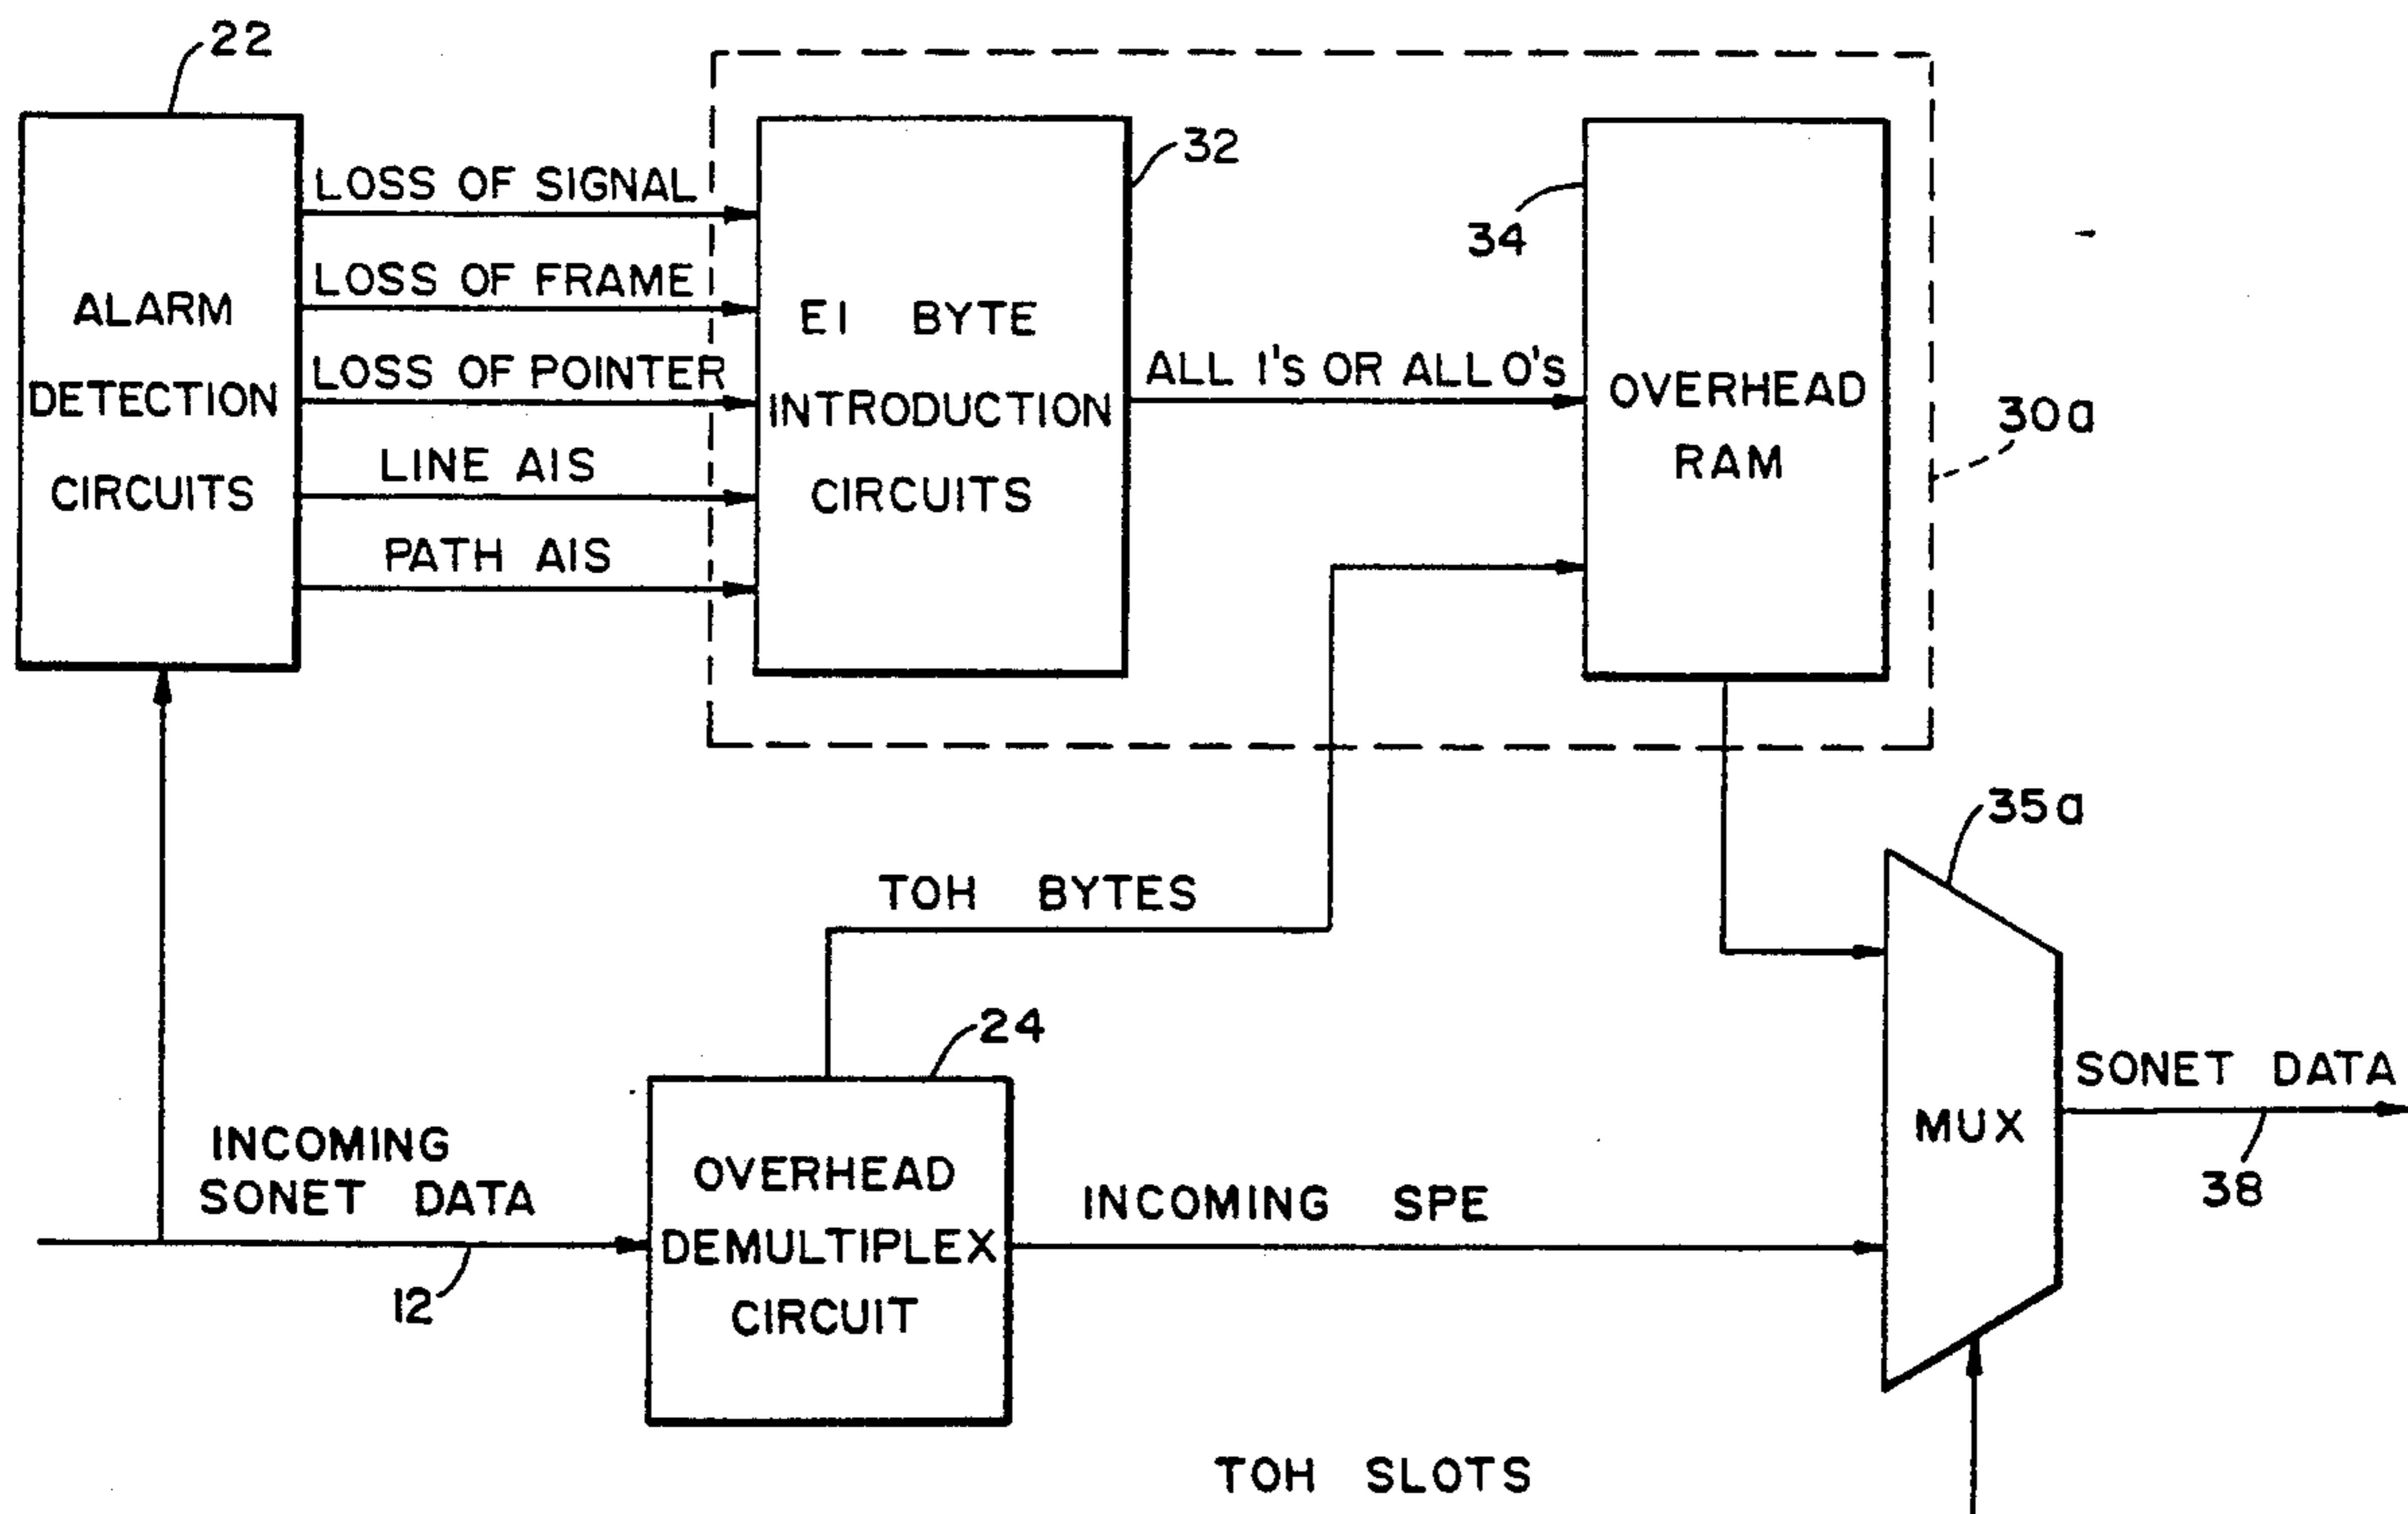 22
ALARM
DETECTION
CIRCUITS
LOSS OF SIGNAL
LOSS OF FRAME
LOSS OF POINTER
LINE AIS
PATH AIS
32
E1 BYTE
INTRODUCTION
CIRCUITS
ALL 1's OR ALL 0's
34
OVERHEAD
RAM
30a
TOH BYTES
35a
24
INCOMING
SONET DATA
12
OVERHEAD
DEMULTIPLEX
CIRCUIT
INCOMING SPE
MUX
SONET DATA
38
TOH SLOTS